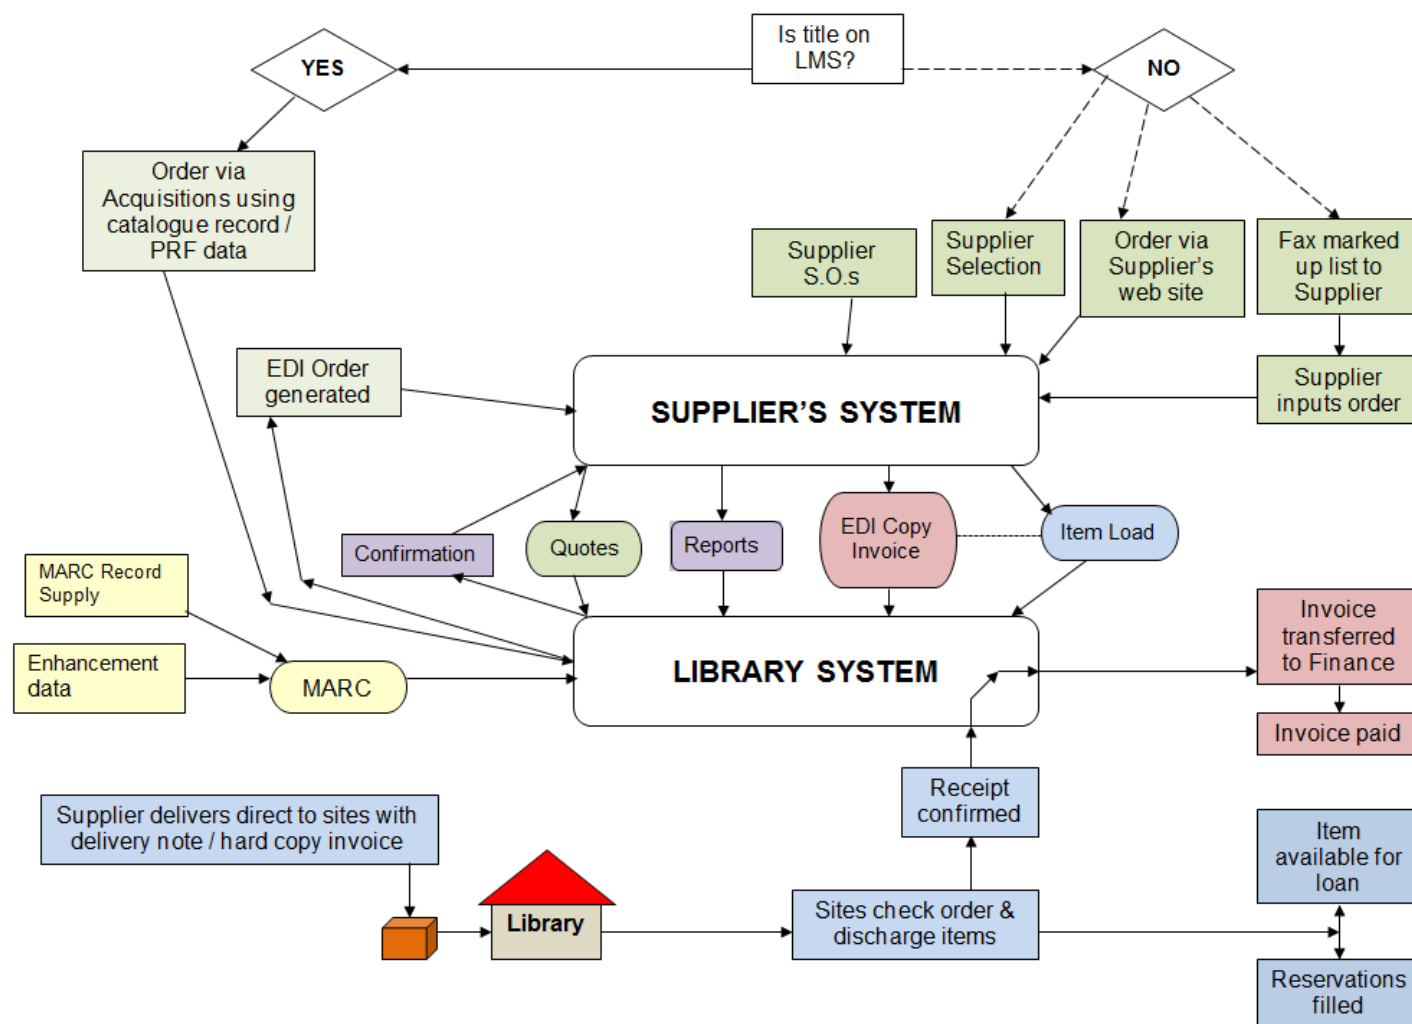 Is title on
LMS?
YES
NO
Order via
Acquisitions using
catalogue record /
PRF data
Supplier
S.O.s
Supplier
Selection
Order via
Supplier's
web site
Fax marked
up list to
Supplier
EDI Order
generated
SUPPLIER'S SYSTEM
Supplier
inputs order
Confirmation
Quotes
Reports
EDI Copy
Invoice
Item Load
MARC Record
Supply
Enhancement
data
MARC
LIBRARY SYSTEM
Invoice
transferred
to Finance
Invoice paid
Receipt
confirmed
Supplier delivers direct to sites with
delivery note / hard copy invoice
Library
Sites check order &
discharge items
Item
available for
loan
Reservations
filled